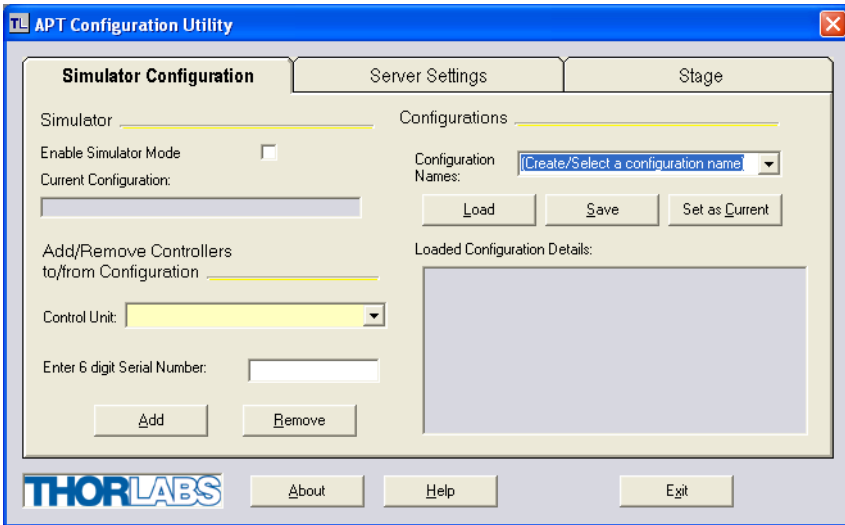 TL APT Configuration Utility
Simulator Configuration
Server Settings
Stage
Simulator
Enable Simulator Mode
Current Configuration:
Add/Remove Controllers
to/from Configuration
Control Unit:
Enter 6 digit Serial Number:
Add
Remove
Configurations
Configuration
Names:
(Create/Select a configuration name)
Load
Save
Set as Current
Loaded Configuration Details:
THORLABS
About
Help
Exit